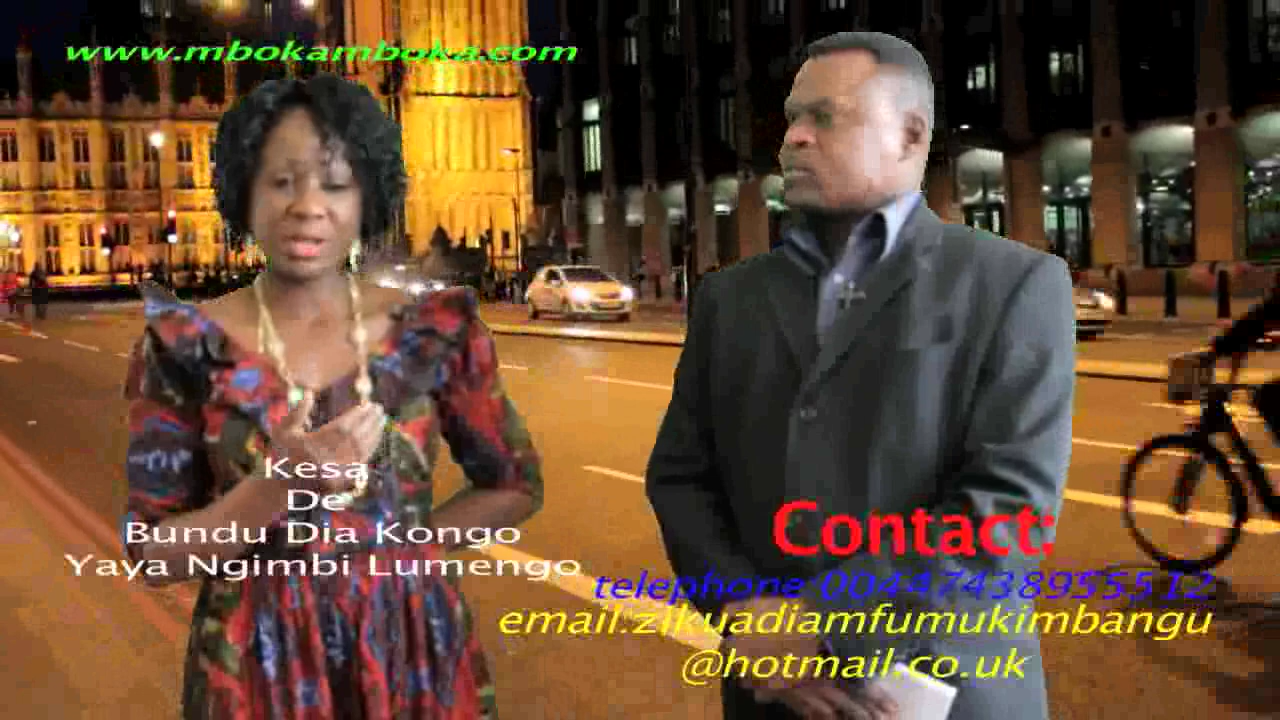 www.mbokamboka.com
Kesa
De
Bundu Dia Kongo
Yaya Ngimbi Lumengo
Contact:
telephone:00447438955512
email:zikuadiamfumukimbangu
@hotmail.co.uk